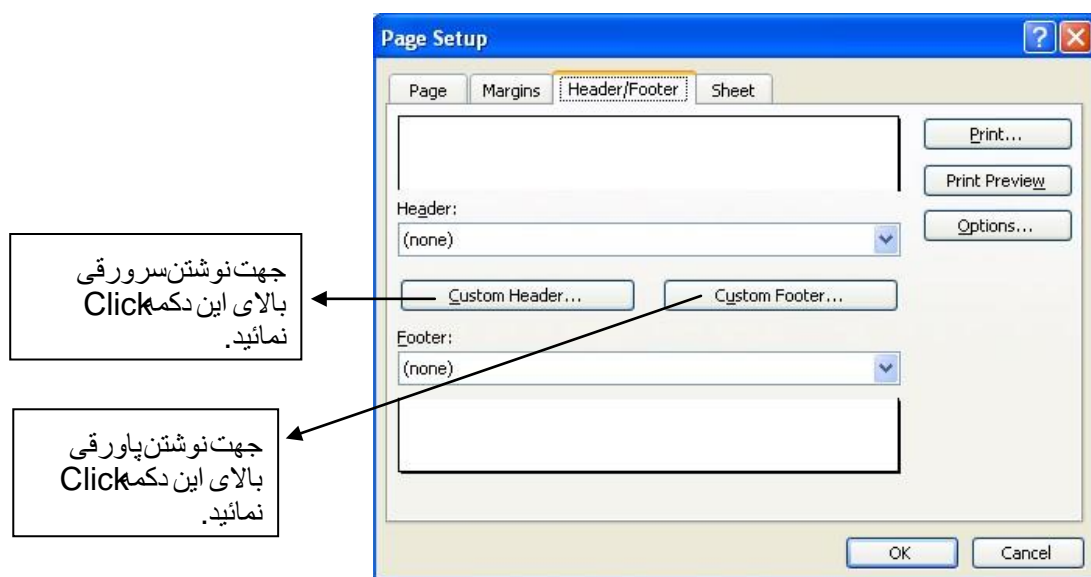 Page Setup
Page Margins Header/Footer Sheet
Print...
Print Preview
Header:
(none)
Options...
Custom Header... Custom Footer...
Footer:
(none)
OK Cancel
جهت نوشتن سرورقی
بالای این دکمه Click
نمائید.
جهت نوشتن پاورقی
بالای این دکمه Click
نمائید.